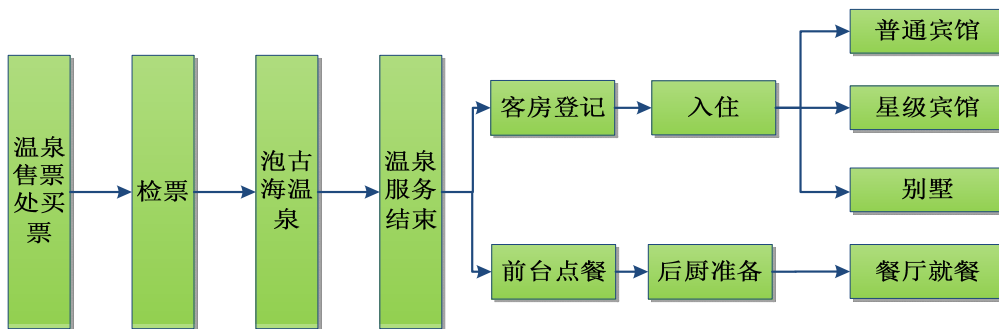 温泉
售票
处买
票
检票
泡古
海温
泉
温泉
服务
结束
客房登记
入住
普通宾馆
星级宾馆
别墅
前台点餐
后厨准备
餐厅就餐